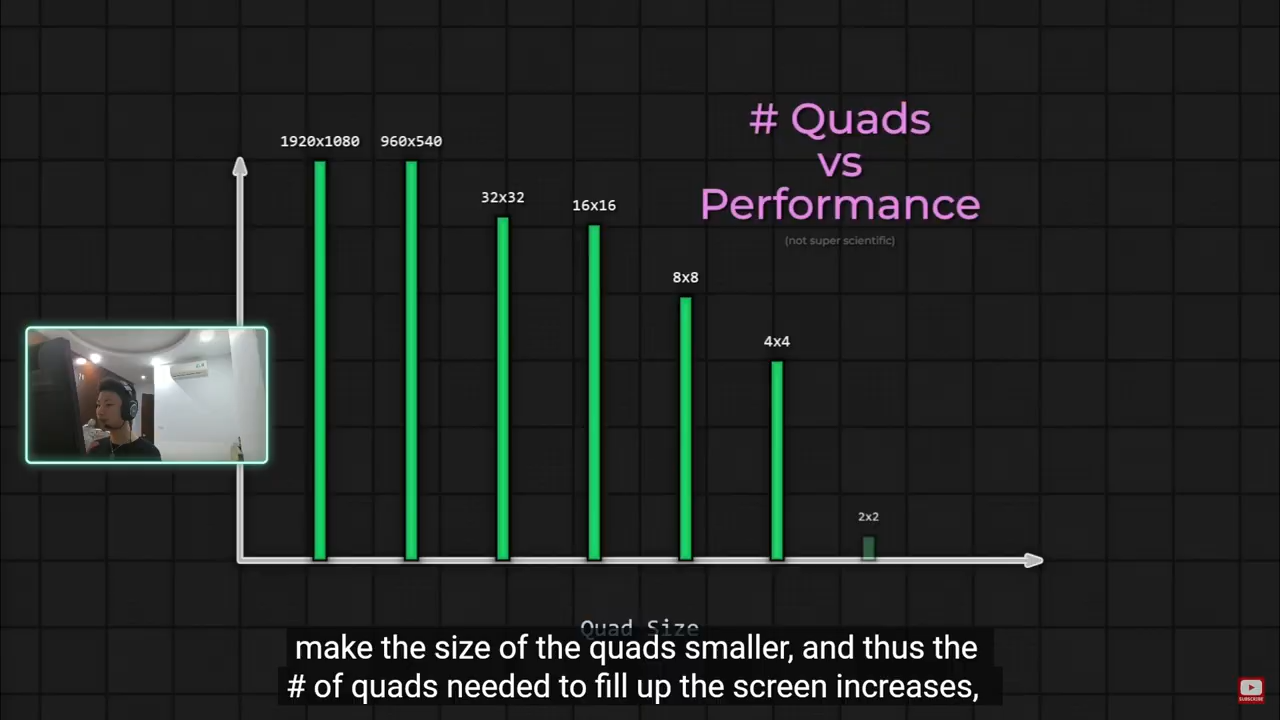 # Quads
vs
Performance
(not super scientific)
1920x1080
960x540
32x32
16x16
8x8
4x4
2x2
Quad Size
make the size of the quads smaller, and thus the
# of quads needed to fill up the screen increases,
SUBSCRIBE